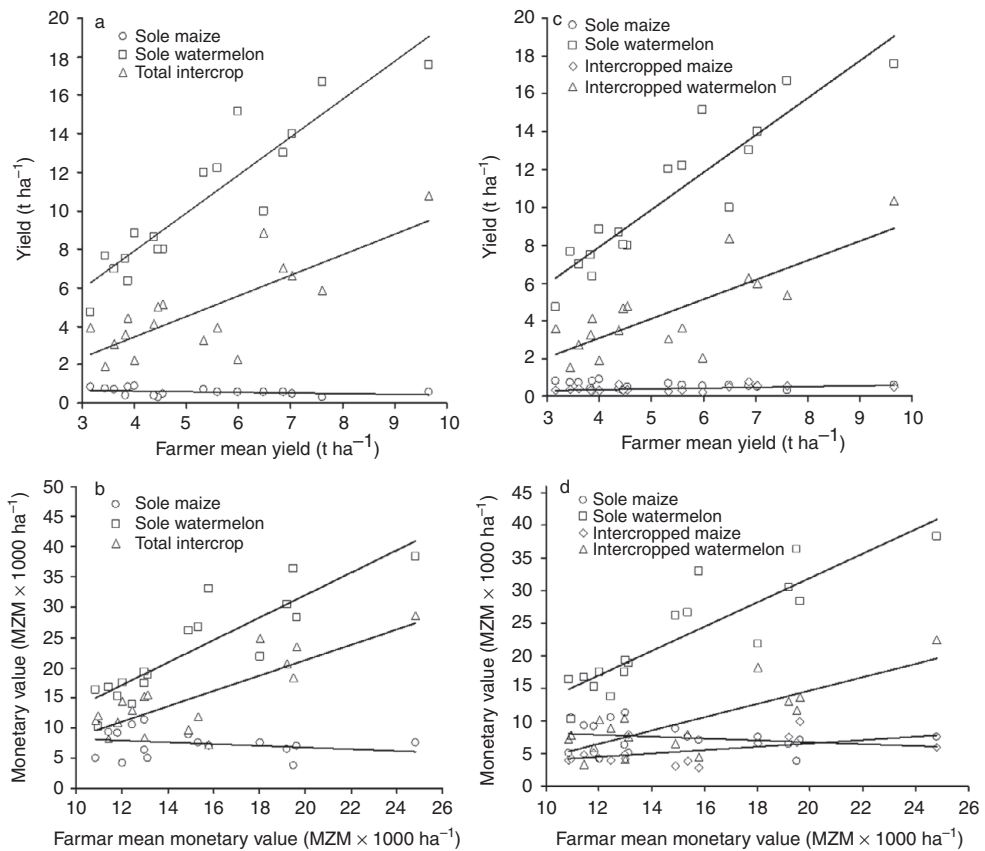 a
Sole maize
Sole watermelon
Total intercrop
20
18
16
14
12
10
8
6
4
2
0
Yield (t ha⁻¹)
3 4 5 6 7 8 9 10
Farmer mean yield (t ha⁻¹)
c
Sole maize
Sole watermelon
Intercropped maize
Intercropped watermelon
20
18
16
14
12
10
8
6
4
2
0
Yield (t ha⁻¹)
3 4 5 6 7 8 9 10
Farmer mean yield (t ha⁻¹)
b
Sole maize
Sole watermelon
Total intercrop
50
45
40
35
30
25
20
15
10
5
0
Monetary value (MZM × 1000 ha⁻¹)
10 12 14 16 18 20 22 24 26
Farmar mean monetary value (MZM × 1000 ha⁻¹)
d
Sole maize
Sole watermelon
Intercropped maize
Intercropped watermelon
45
40
35
30
25
20
15
10
5
0
Monetary value (MZM × 1000 ha⁻¹)
10 12 14 16 18 20 22 24 26
Farmar mean monetary value (MZM × 1000 ha⁻¹)